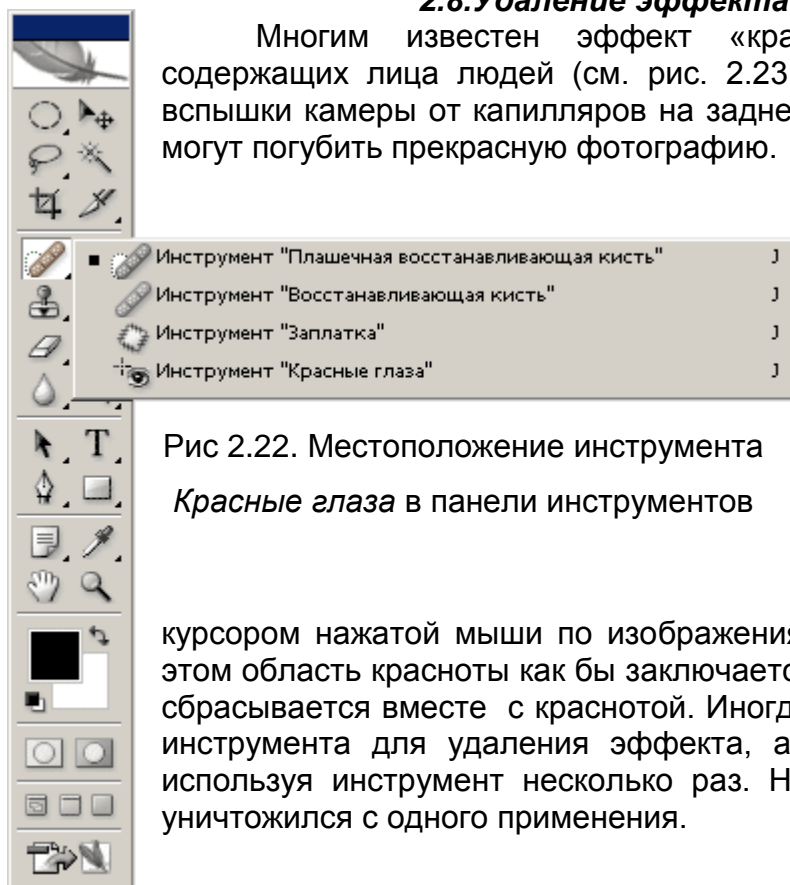 2.8.Удаление эффекта
Многим известен эффект «кра
содержащих лица людей (см. рис. 2.23
вспышки камеры от капилляров на задне
могут погубить прекрасную фотографию.
Инструмент "Плашечная восстанавливающая кисть" J
Инструмент "Восстанавливающая кисть" J
Инструмент "Заплатка" J
Инструмент "Красные глаза" J
T
Рис 2.22. Местоположение инструмента
Красные глаза в панели инструментов
курсором нажатой мыши по изображения
этом область красноты как бы заключаетс
сбрасывается вместе с краснотой. Иногд
инструмента для удаления эффекта, а
используя инструмент несколько раз. Н
уничтожился с одного применения.